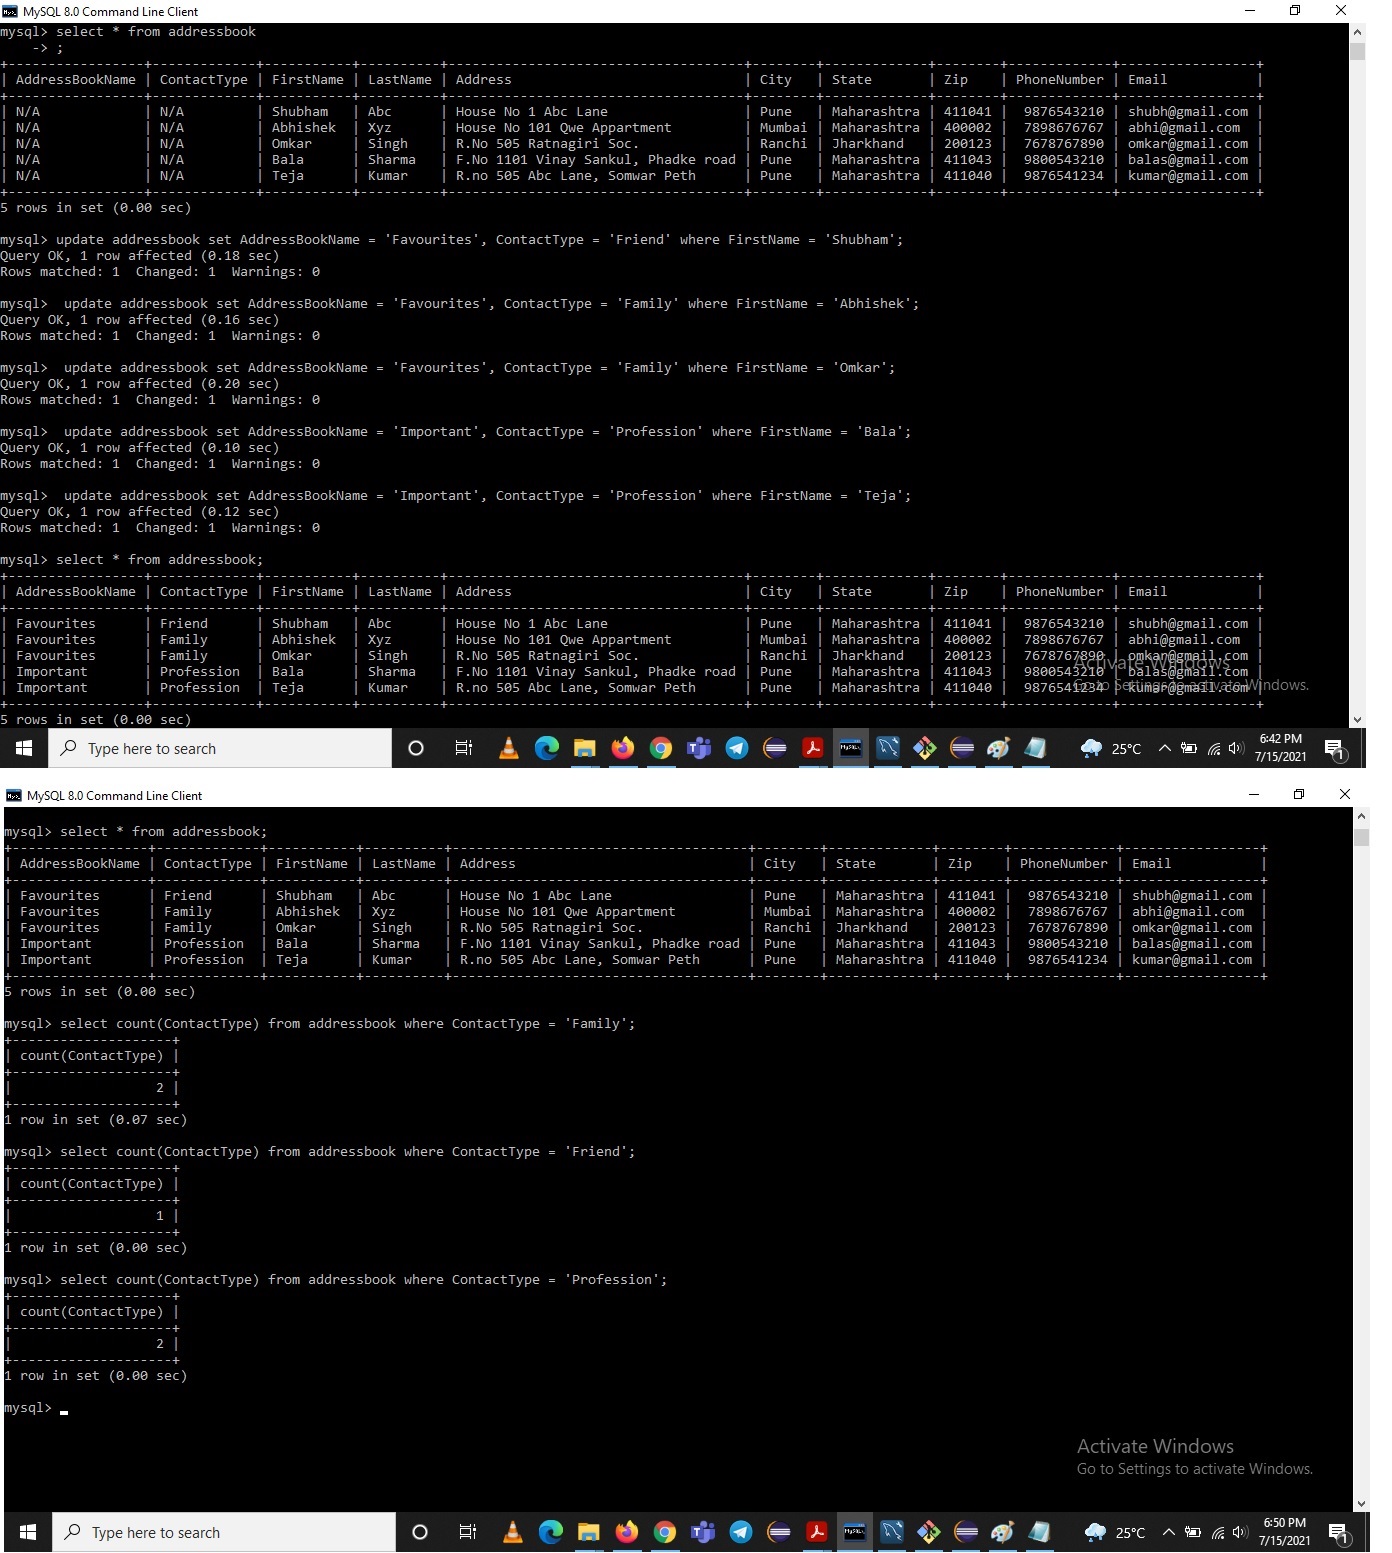 MySQL 8.0 Command Line Client
mysql> select * from addressbook
    -> ;
+-----------------+-------------+-----------+----------+-----------------------------------+--------+-------------+--------+-------------+-----------------+
| AddressBookName | ContactType | FirstName | LastName | Address                           | City   | State       | Zip    | PhoneNumber | Email           |
+-----------------+-------------+-----------+----------+-----------------------------------+--------+-------------+--------+-------------+-----------------+
| N/A             | N/A         | Shubham   | Abc      | House No 1 Abc Lane               | Pune   | Maharashtra | 411041 |  9876543210 | shubh@gmail.com |
| N/A             | N/A         | Abhishek  | Xyz      | House No 101 Qwe Appartment       | Mumbai | Maharashtra | 400002 |  7898676767 | abhi@gmail.com  |
| N/A             | N/A         | Omkar     | Singh    | R.No 505 Ratnagiri Soc.           | Ranchi | Jharkhand   | 200123 |  7678767890 | omkar@gmail.com |
| N/A             | N/A         | Bala      | Sharma   | F.No 1101 Vinay Sankul, Phadke road | Pune   | Maharashtra | 411043 |  9800543210 | balas@gmail.com |
| N/A             | N/A         | Teja      | Kumar    | R.no 505 Abc Lane, Somwar Peth    | Pune   | Maharashtra | 411040 |  9876541234 | kumar@gmail.com |
+-----------------+-------------+-----------+----------+-----------------------------------+--------+-------------+--------+-------------+-----------------+
5 rows in set (0.00 sec)
mysql> update addressbook set AddressBookName = 'Favourites', ContactType = 'Friend' where FirstName = 'Shubham';
Query OK, 1 row affected (0.18 sec)
Rows matched: 1  Changed: 1  Warnings: 0
mysql>  update addressbook set AddressBookName = 'Favourites', ContactType = 'Family' where FirstName = 'Abhishek';
Query OK, 1 row affected (0.16 sec)
Rows matched: 1  Changed: 1  Warnings: 0
mysql>  update addressbook set AddressBookName = 'Favourites', ContactType = 'Family' where FirstName = 'Omkar';
Query OK, 1 row affected (0.20 sec)
Rows matched: 1  Changed: 1  Warnings: 0
mysql>  update addressbook set AddressBookName = 'Important', ContactType = 'Profession' where FirstName = 'Bala';
Query OK, 1 row affected (0.10 sec)
Rows matched: 1  Changed: 1  Warnings: 0
mysql>  update addressbook set AddressBookName = 'Important', ContactType = 'Profession' where FirstName = 'Teja';
Query OK, 1 row affected (0.12 sec)
Rows matched: 1  Changed: 1  Warnings: 0
mysql> select * from addressbook;
+-----------------+-------------+-----------+----------+-----------------------------------+--------+-------------+--------+-------------+-----------------+
| AddressBookName | ContactType | FirstName | LastName | Address                           | City   | State       | Zip    | PhoneNumber | Email           |
+-----------------+-------------+-----------+----------+-----------------------------------+--------+-------------+--------+-------------+-----------------+
| Favourites      | Friend      | Shubham   | Abc      | House No 1 Abc Lane               | Pune   | Maharashtra | 411041 |  9876543210 | shubh@gmail.com |
| Favourites      | Family      | Abhishek  | Xyz      | House No 101 Qwe Appartment       | Mumbai | Maharashtra | 400002 |  7898676767 | abhi@gmail.com  |
| Favourites      | Family      | Omkar     | Singh    | R.No 505 Ratnagiri Soc.           | Ranchi | Jharkhand   | 200123 |  7678767890 | omkar@gmail.com |
| Important       | Profession  | Bala      | Sharma   | F.No 1101 Vinay Sankul, Phadke road | Pune   | Maharashtra | 411043 |  9800543210 | balas@gmail.com |
| Important       | Profession  | Teja      | Kumar    | R.no 505 Abc Lane, Somwar Peth    | Pune   | Maharashtra | 411040 |  9876541234 | kumar@gmail.com |
+-----------------+-------------+-----------+----------+-----------------------------------+--------+-------------+--------+-------------+-----------------+
5 rows in set (0.00 sec)
Activate Windows
Go to Settings to activate Windows.
Type here to search
25°C
6:42 PM
7/15/2021
1
MySQL 8.0 Command Line Client
mysql> select * from addressbook;
+-----------------+-------------+-----------+----------+-----------------------------------+--------+-------------+--------+-------------+-----------------+
| AddressBookName | ContactType | FirstName | LastName | Address                           | City   | State       | Zip    | PhoneNumber | Email           |
+-----------------+-------------+-----------+----------+-----------------------------------+--------+-------------+--------+-------------+-----------------+
| Favourites      | Friend      | Shubham   | Abc      | House No 1 Abc Lane               | Pune   | Maharashtra | 411041 |  9876543210 | shubh@gmail.com |
| Favourites      | Family      | Abhishek  | Xyz      | House No 101 Qwe Appartment       | Mumbai | Maharashtra | 400002 |  7898676767 | abhi@gmail.com  |
| Favourites      | Family      | Omkar     | Singh    | R.No 505 Ratnagiri Soc.           | Ranchi | Jharkhand   | 200123 |  7678767890 | omkar@gmail.com |
| Important       | Profession  | Bala      | Sharma   | F.No 1101 Vinay Sankul, Phadke road | Pune   | Maharashtra | 411043 |  9800543210 | balas@gmail.com |
| Important       | Profession  | Teja      | Kumar    | R.no 505 Abc Lane, Somwar Peth    | Pune   | Maharashtra | 411040 |  9876541234 | kumar@gmail.com |
+-----------------+-------------+-----------+----------+-----------------------------------+--------+-------------+--------+-------------+-----------------+
5 rows in set (0.00 sec)
mysql> select count(ContactType) from addressbook where ContactType = 'Family';
+--------------------+
| count(ContactType) |
+--------------------+
|                  2 |
+--------------------+
1 row in set (0.07 sec)
mysql> select count(ContactType) from addressbook where ContactType = 'Friend';
+--------------------+
| count(ContactType) |
+--------------------+
|                  1 |
+--------------------+
1 row in set (0.00 sec)
mysql> select count(ContactType) from addressbook where ContactType = 'Profession';
+--------------------+
| count(ContactType) |
+--------------------+
|                  2 |
+--------------------+
1 row in set (0.00 sec)
mysql> _
Activate Windows
Go to Settings to activate Windows.
Type here to search
25°C
6:50 PM
7/15/2021
1